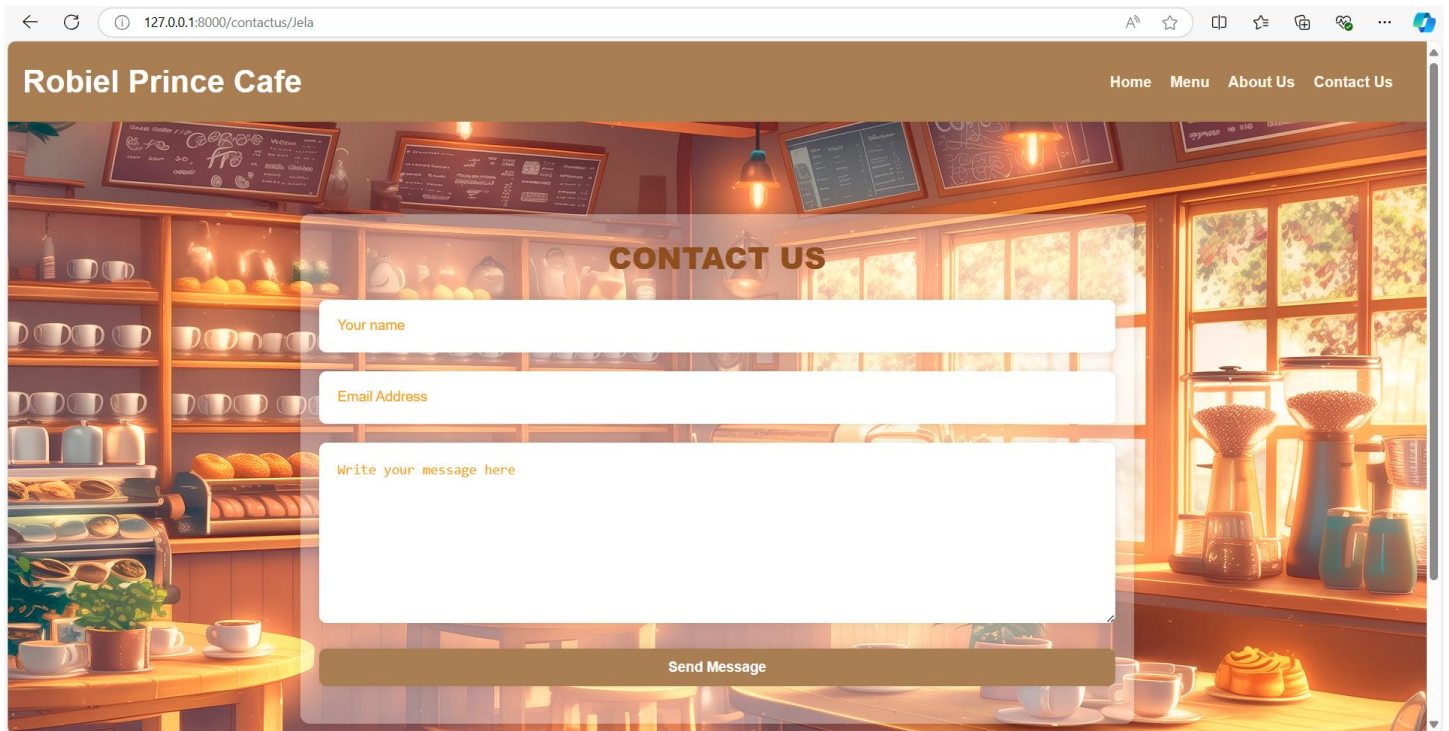 127.0.0.1:8000/contactus/Jela
Robiel Prince Cafe
Home Menu About Us Contact Us
CONTACT US
Your name
Email Address
Write your message here
Send Message